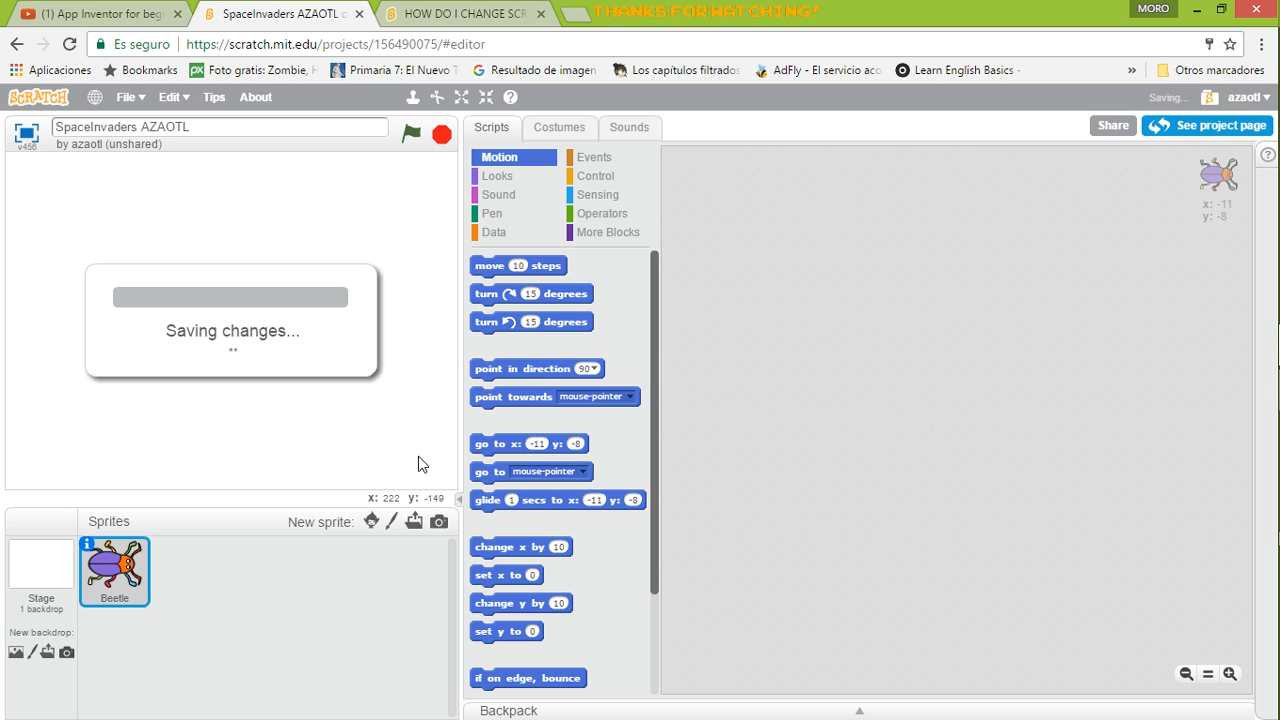 (1) App Inventor for beg
SpaceInvaders AZAOTL o
HOW DO I CHANGE SCR
THANKS FOR WATCHING!
MORO
Es seguro
https://scratch.mit.edu/projects/156490075/#editor
Aplicaciones
Bookmarks
px Foto gratis: Zombie, H
Primaria 7: El Nuevo T
Resultado de imagen
Los capítulos filtrados
AdFly - El servicio aco
Learn English Basics -
»
Otros marcadores
SCRATCH
File
Edit
Tips
About
Saving...
azaotl
SpaceInvaders AZAOTL
by azaotl (unshared)
v456
Scripts
Costumes
Sounds
Share
See project page
Motion
Events
Looks
Control
Sound
Sensing
Pen
Operators
Data
More Blocks
x: -11
y: -8
move 10 steps
turn 15 degrees
turn 15 degrees
point in direction 90
point towards mouse-pointer
go to x: -11 y: -8
go to mouse-pointer
glide 1 secs to x: -11 y: -8
change x by 10
set x to 0
change y by 10
set y to 0
if on edge, bounce
Saving changes...
**
x: 222 y: -149
Sprites
New sprite:
Stage
1 backdrop
New backdrop:
Beetle
Backpack